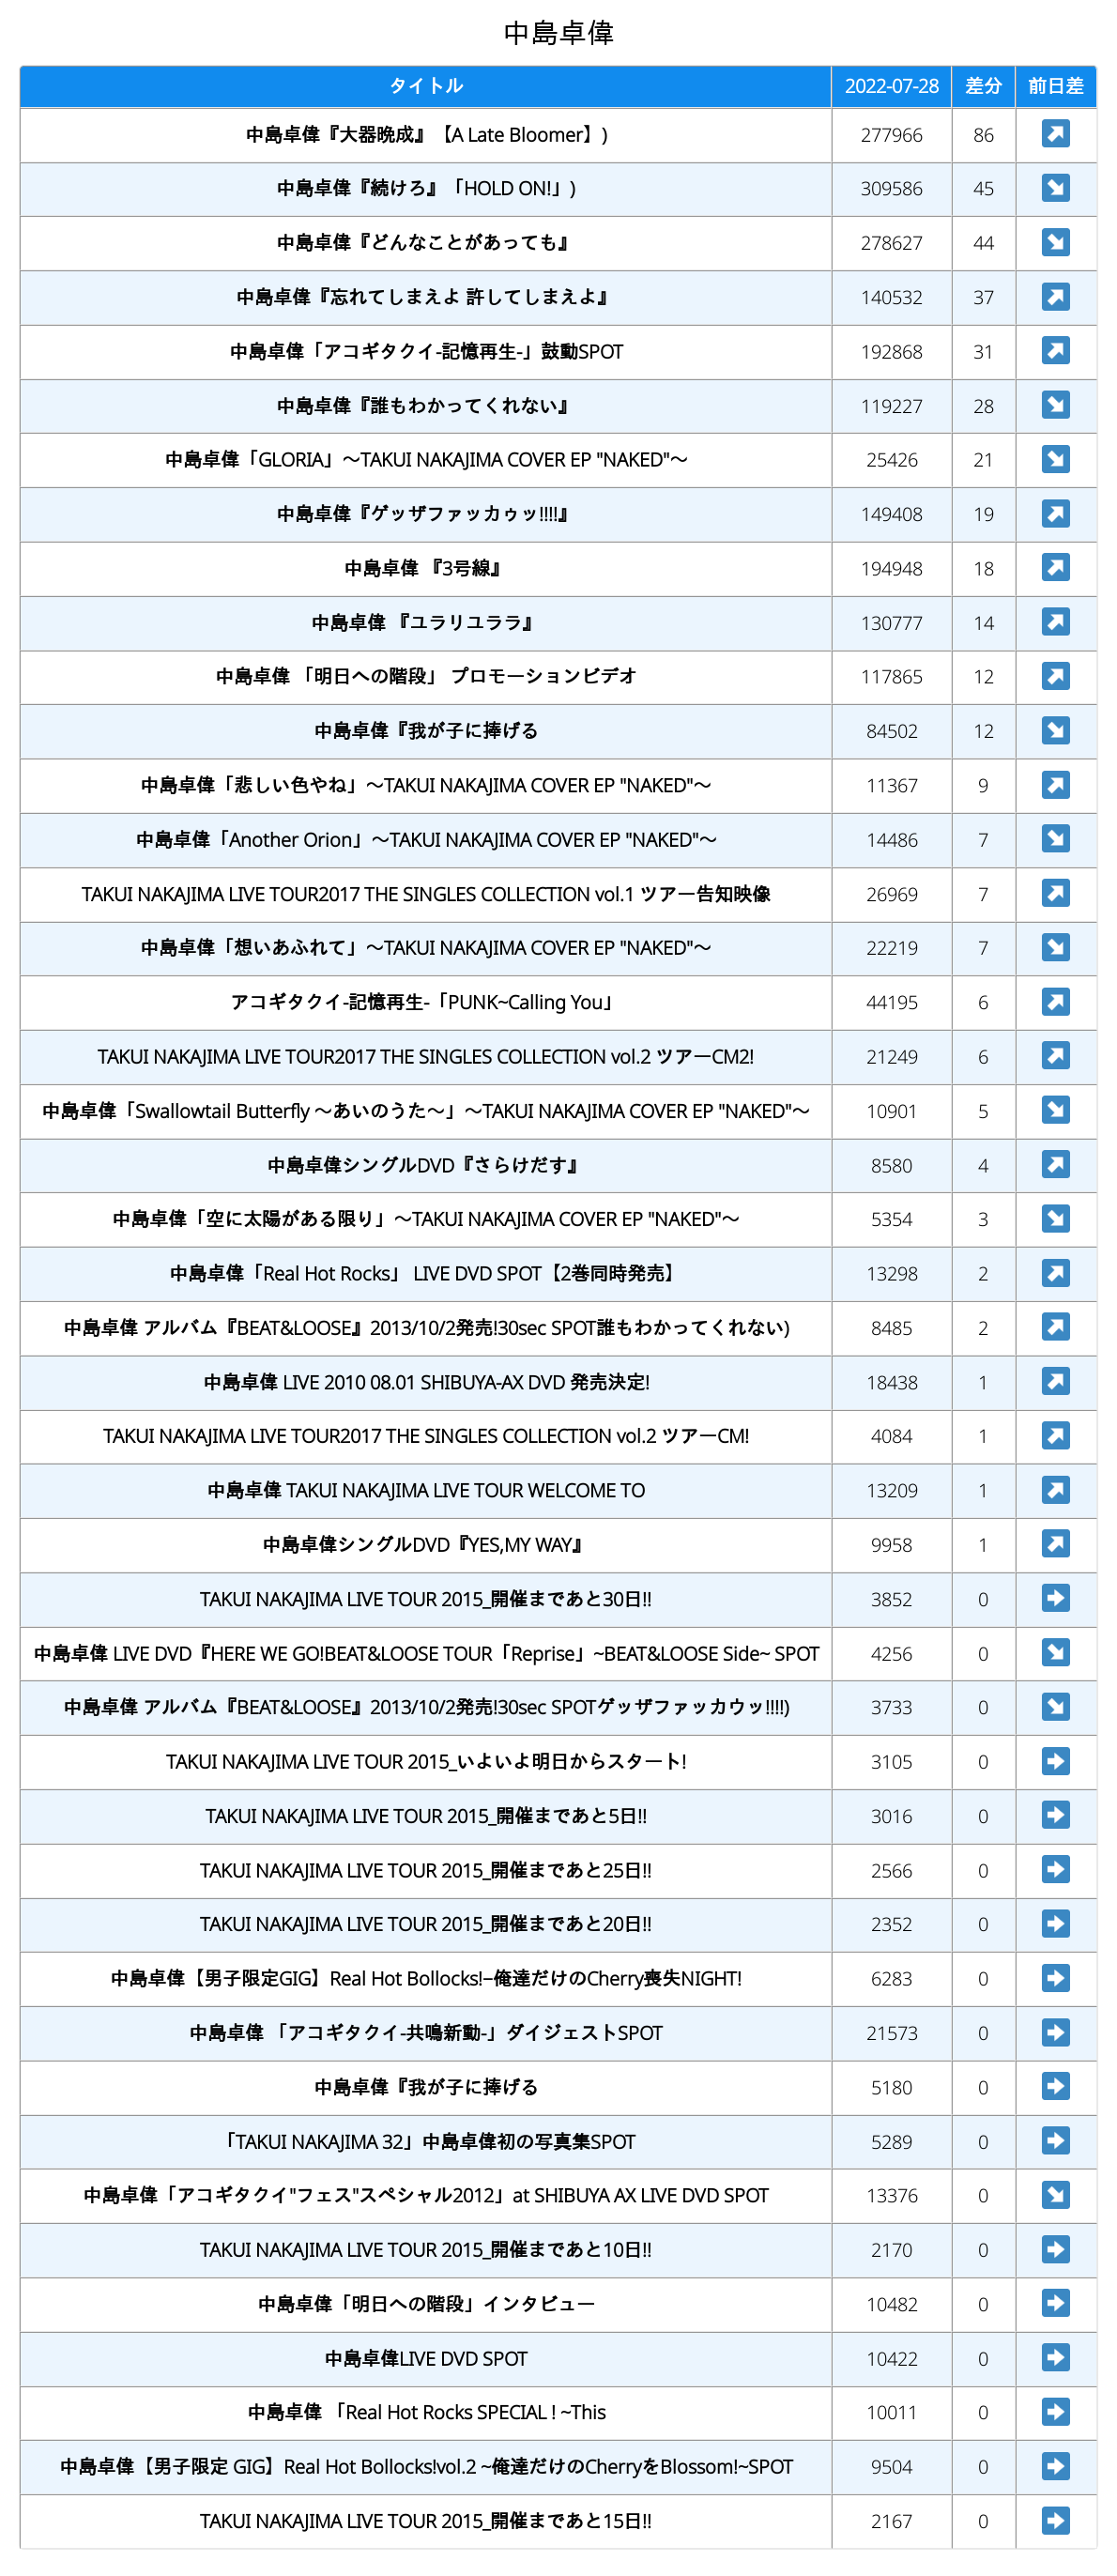 中島卓偉
タイトル 2022-07-28 差分 前日差
中島卓偉『大器晩成』【A Late Bloomer】) 277966 86 ↗
中島卓偉『続けろ』「HOLD ON!」) 309586 45 ↘
中島卓偉『どんなことがあっても』 278627 44 ↘
中島卓偉『忘れてしまえよ 許してしまえよ』 140532 37 ↗
中島卓偉「アコギタクイ-記憶再生-」鼓動SPOT 192868 31 ↗
中島卓偉『誰もわかってくれない』 119227 28 ↘
中島卓偉「GLORIA」〜TAKUI NAKAJIMA COVER EP "NAKED"〜 25426 21 ↘
中島卓偉『ゲッザファッカゥッ!!!!』 149408 19 ↗
中島卓偉 『3号線』 194948 18 ↗
中島卓偉 『ユラリユララ』 130777 14 ↗
中島卓偉 「明日への階段」 プロモーションビデオ 117865 12 ↗
中島卓偉『我が子に捧げる 84502 12 ↘
中島卓偉「悲しい色やね」〜TAKUI NAKAJIMA COVER EP "NAKED"〜 11367 9 ↗
中島卓偉「Another Orion」〜TAKUI NAKAJIMA COVER EP "NAKED"〜 14486 7 ↘
TAKUI NAKAJIMA LIVE TOUR2017 THE SINGLES COLLECTION vol.1 ツアー告知映像 26969 7 ↗
中島卓偉「想いあふれて」〜TAKUI NAKAJIMA COVER EP "NAKED"〜 22219 7 ↘
アコギタクイ-記憶再生-「PUNK~Calling You」 44195 6 ↗
TAKUI NAKAJIMA LIVE TOUR2017 THE SINGLES COLLECTION vol.2 ツアーCM2! 21249 6 ↗
中島卓偉「Swallowtail Butterfly 〜あいのうた〜」〜TAKUI NAKAJIMA COVER EP "NAKED"〜 10901 5 ↘
中島卓偉シングルDVD『さらけだす』 8580 4 ↗
中島卓偉「空に太陽がある限り」〜TAKUI NAKAJIMA COVER EP "NAKED"〜 5354 3 ↘
中島卓偉「Real Hot Rocks」 LIVE DVD SPOT【2巻同時発売】 13298 2 ↗
中島卓偉 アルバム『BEAT&LOOSE』2013/10/2発売!30sec SPOT誰もわかってくれない) 8485 2 ↗
中島卓偉 LIVE 2010 08.01 SHIBUYA-AX DVD 発売決定! 18438 1 ↗
TAKUI NAKAJIMA LIVE TOUR2017 THE SINGLES COLLECTION vol.2 ツアーCM! 4084 1 ↗
中島卓偉 TAKUI NAKAJIMA LIVE TOUR WELCOME TO 13209 1 ↗
中島卓偉シングルDVD『YES,MY WAY』 9958 1 ↗
TAKUI NAKAJIMA LIVE TOUR 2015_開催まであと30日!! 3852 0 →
中島卓偉 LIVE DVD『HERE WE GO!BEAT&LOOSE TOUR「Reprise」~BEAT&LOOSE Side~ SPOT 4256 0 ↘
中島卓偉 アルバム『BEAT&LOOSE』2013/10/2発売!30sec SPOTゲッザファッカウッ!!!!) 3733 0 ↘
TAKUI NAKAJIMA LIVE TOUR 2015_いよいよ明日からスタート! 3105 0 →
TAKUI NAKAJIMA LIVE TOUR 2015_開催まであと5日!! 3016 0 →
TAKUI NAKAJIMA LIVE TOUR 2015_開催まであと25日!! 2566 0 →
TAKUI NAKAJIMA LIVE TOUR 2015_開催まであと20日!! 2352 0 →
中島卓偉【男子限定GIG】Real Hot Bollocks!−俺達だけのCherry喪失NIGHT! 6283 0 →
中島卓偉 「アコギタクイ-共鳴新動-」ダイジェストSPOT 21573 0 →
中島卓偉『我が子に捧げる 5180 0 →
「TAKUI NAKAJIMA 32」中島卓偉初の写真集SPOT 5289 0 →
中島卓偉「アコギタクイ"フェス"スペシャル2012」at SHIBUYA AX LIVE DVD SPOT 13376 0 ↘
TAKUI NAKAJIMA LIVE TOUR 2015_開催まであと10日!! 2170 0 →
中島卓偉「明日への階段」インタビュー 10482 0 →
中島卓偉LIVE DVD SPOT 10422 0 →
中島卓偉 「Real Hot Rocks SPECIAL ! ~This 10011 0 →
中島卓偉【男子限定 GIG】Real Hot Bollocks!vol.2 ~俺達だけのCherryをBlossom!~SPOT 9504 0 →
TAKUI NAKAJIMA LIVE TOUR 2015_開催まであと15日!! 2167 0 →